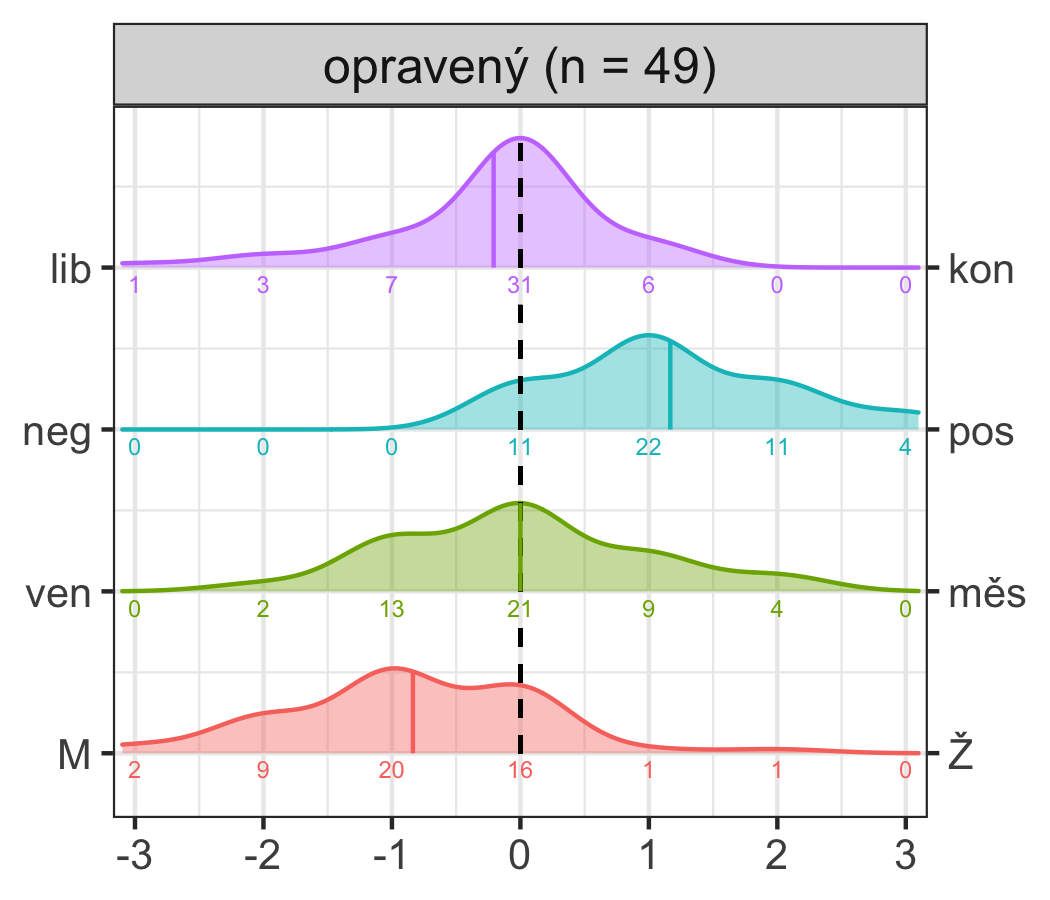 opravený (n = 49)
lib kon
1 3 7 31 6 0 0
neg pos
0 0 0 11 22 11 4
ven měs
0 2 13 21 9 4 0
M Ž
2 9 20 16 1 1 0
-3 -2 -1 0 1 2 3